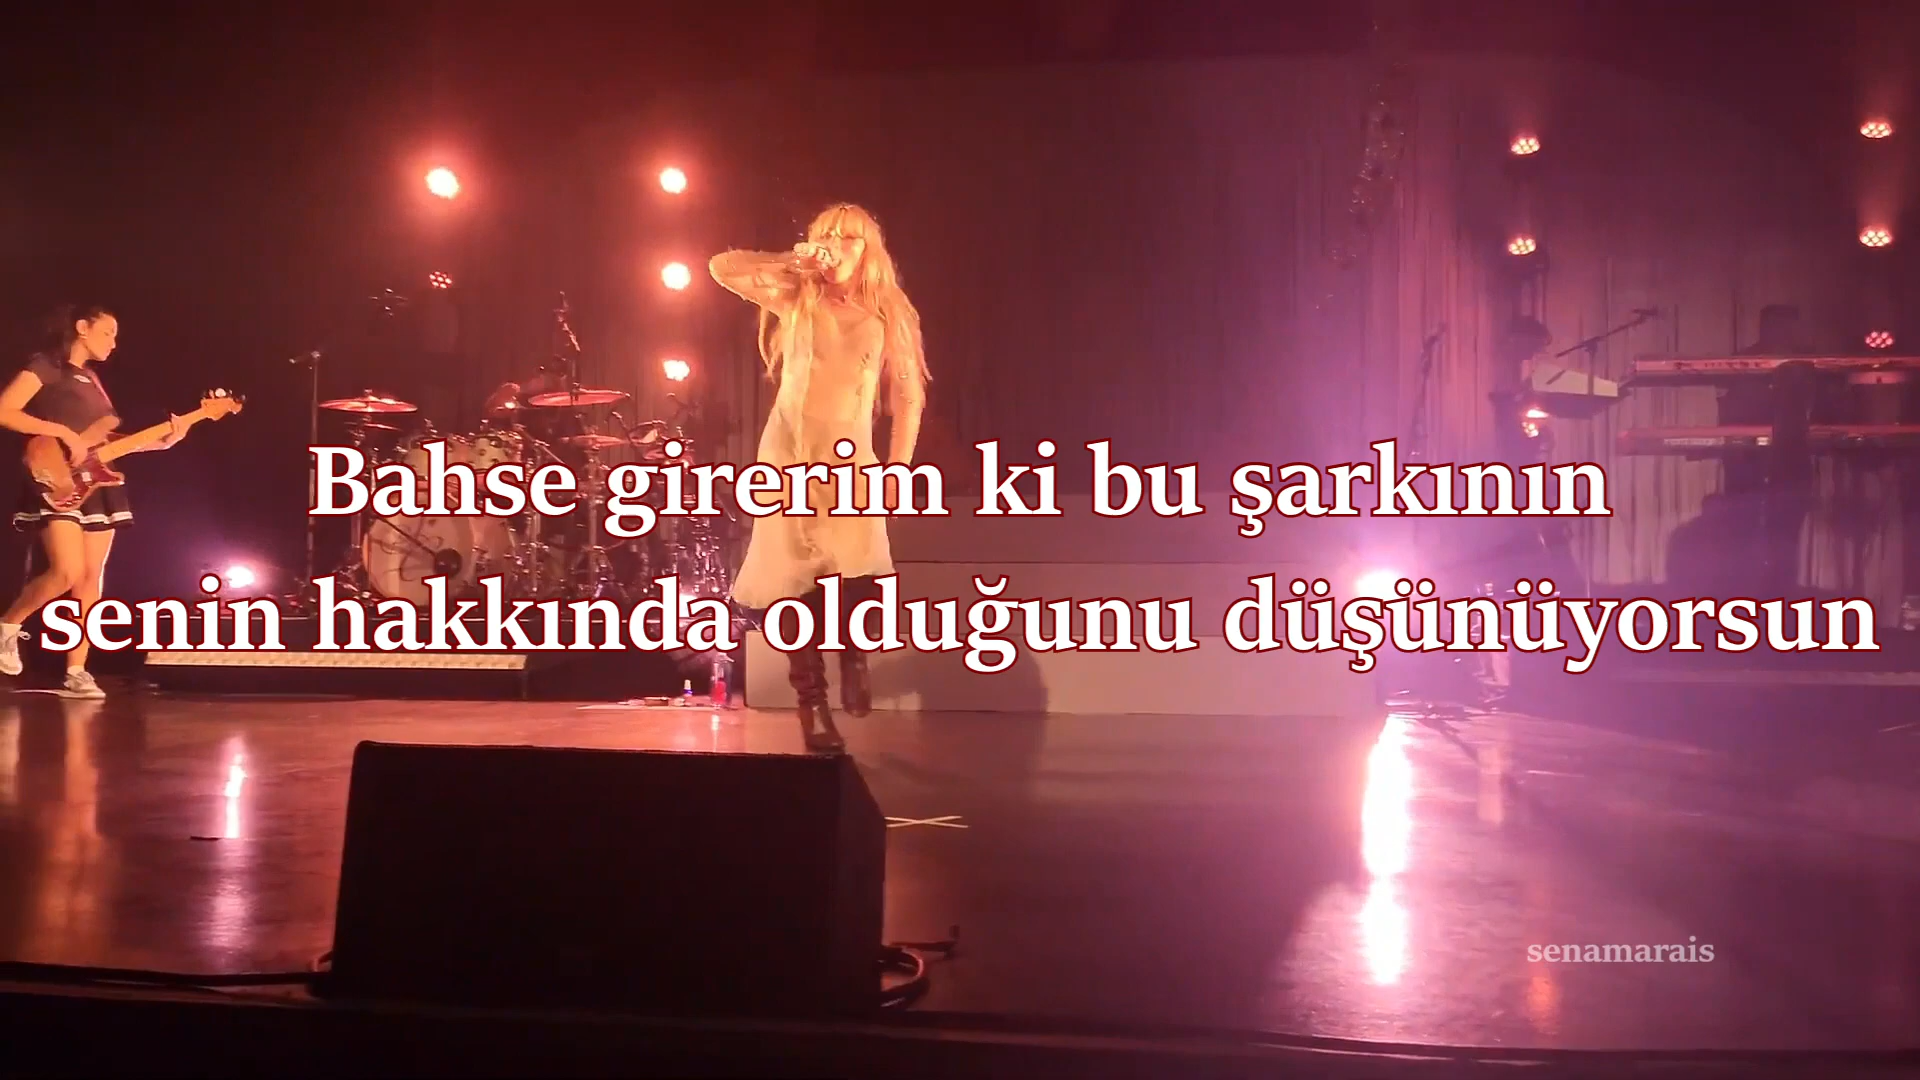 Bahse girerim ki bu şarkının
senin hakkında olduğunu düşünüyorsun
senamarais